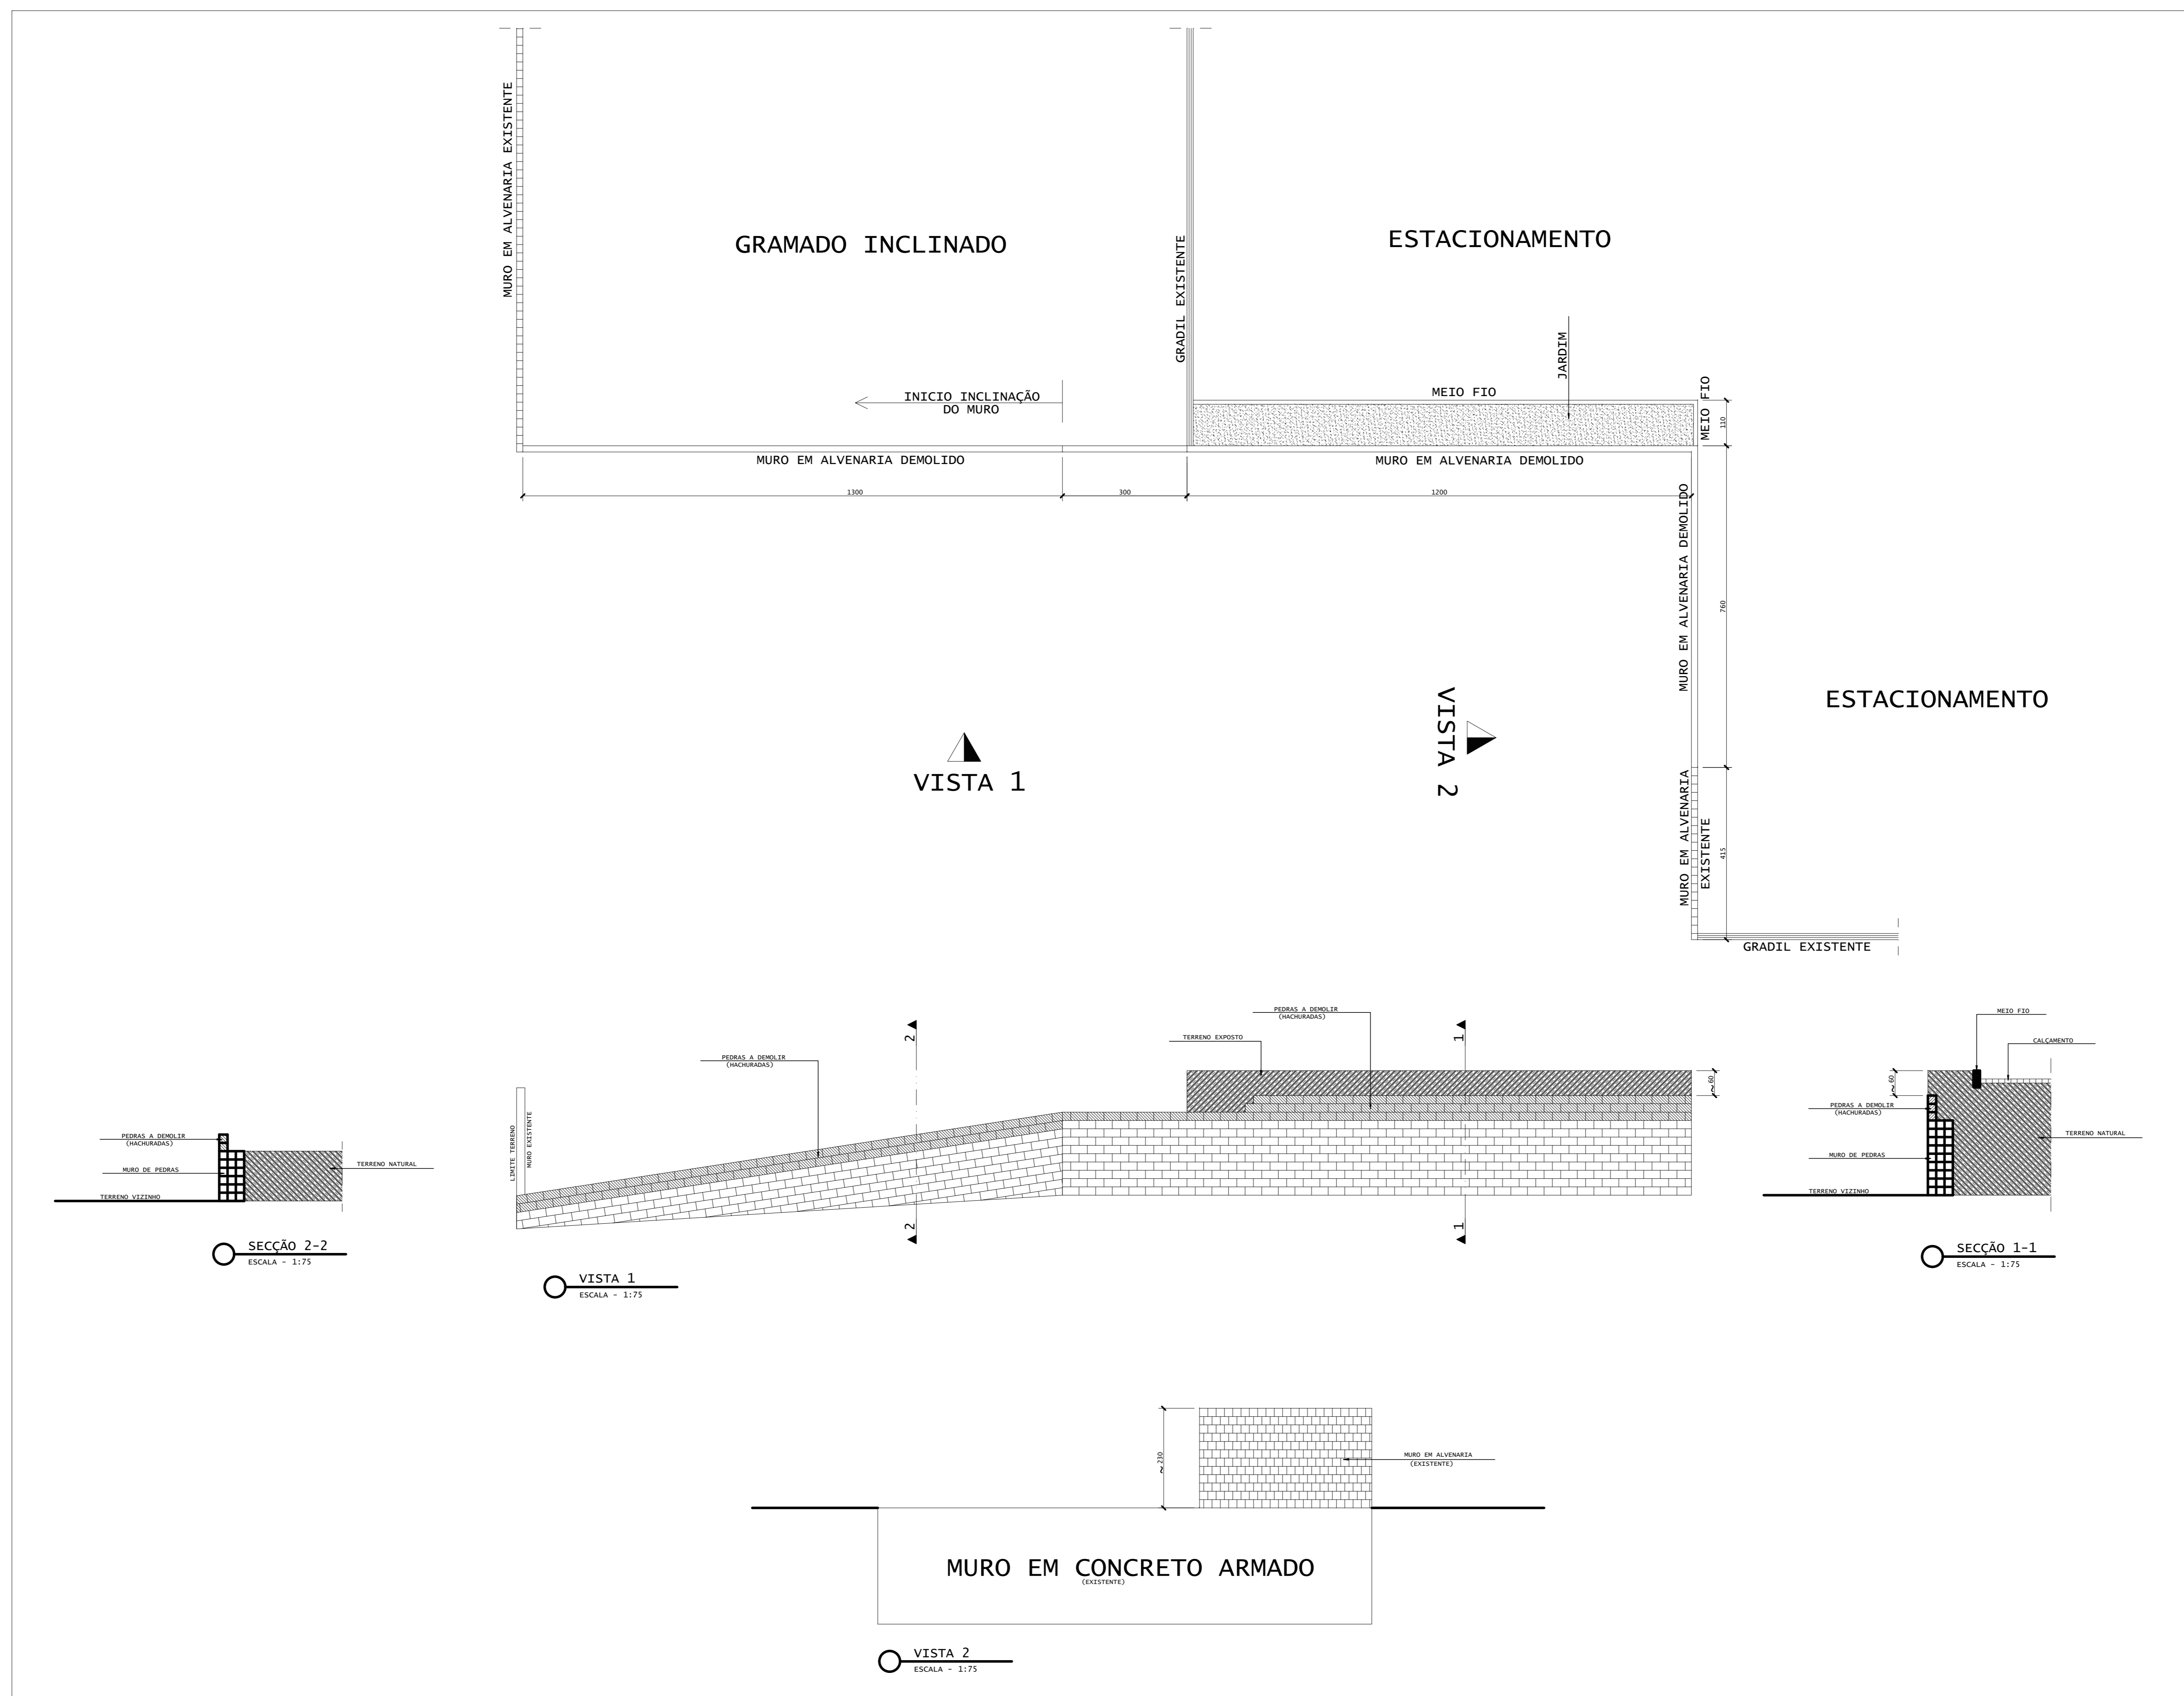 MURO EM ALVENARIA EXISTENTE
GRAMADO INCLINADO
GRADIL EXISTENTE
ESTACIONAMENTO
JARDIM
INICIO INCLINAÇÃO
DO MURO
MEIO FIO
MEIO FIO
110
MURO EM ALVENARIA DEMOLIDO
MURO EM ALVENARIA DEMOLIDO
1300
300
1200
MURO EM ALVENARIA DEMOLIDO
760
ESTACIONAMENTO
VISTA 1
VISTA 2
MURO EM ALVENARIA
EXISTENTE
415
GRADIL EXISTENTE
PEDRAS A DEMOLIR
(HACHURADAS)
MURO DE PEDRAS
TERRENO VIZINHO
TERRENO NATURAL
SECÇÃO 2-2
ESCALA - 1:75
LIMITE TERRENO
MURO EXISTENTE
PEDRAS A DEMOLIR
(HACHURADAS)
2
2
TERRENO EXPOSTO
PEDRAS A DEMOLIR
(HACHURADAS)
1
1
~60
VISTA 1
ESCALA - 1:75
MEIO FIO
CALÇAMENTO
~60
PEDRAS A DEMOLIR
(HACHURADAS)
MURO DE PEDRAS
TERRENO VIZINHO
TERRENO NATURAL
SECÇÃO 1-1
ESCALA - 1:75
~230
MURO EM ALVENARIA
(EXISTENTE)
MURO EM CONCRETO ARMADO
(EXISTENTE)
VISTA 2
ESCALA - 1:75